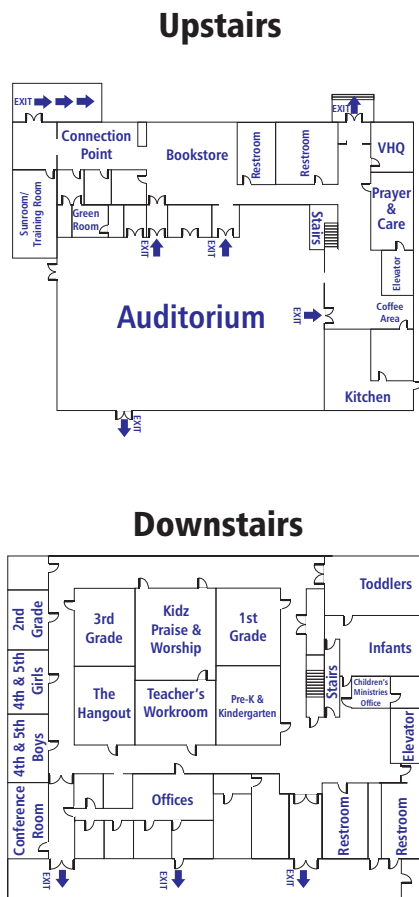 Upstairs
EXIT
EXIT
Connection
Point
Bookstore
Restroom
Restroom
VHQ
Sunroom/
Training Room
Green
Room
Prayer
&
Care
Stairs
EXIT
EXIT
Elevator
Auditorium
EXIT
Coffee
Area
Kitchen
EXIT
Downstairs
2nd
Grade
3rd
Grade
Kidz
Praise &
Worship
1st
Grade
Toddlers
4th & 5th
Girls
Infants
The
Hangout
Teacher's
Workroom
Pre-K &
Kindergarten
Stairs
Children's
Ministries
Office
4th & 5th
Boys
Elevator
Conference
Room
Offices
Restroom
Restroom
EXIT
EXIT
EXIT